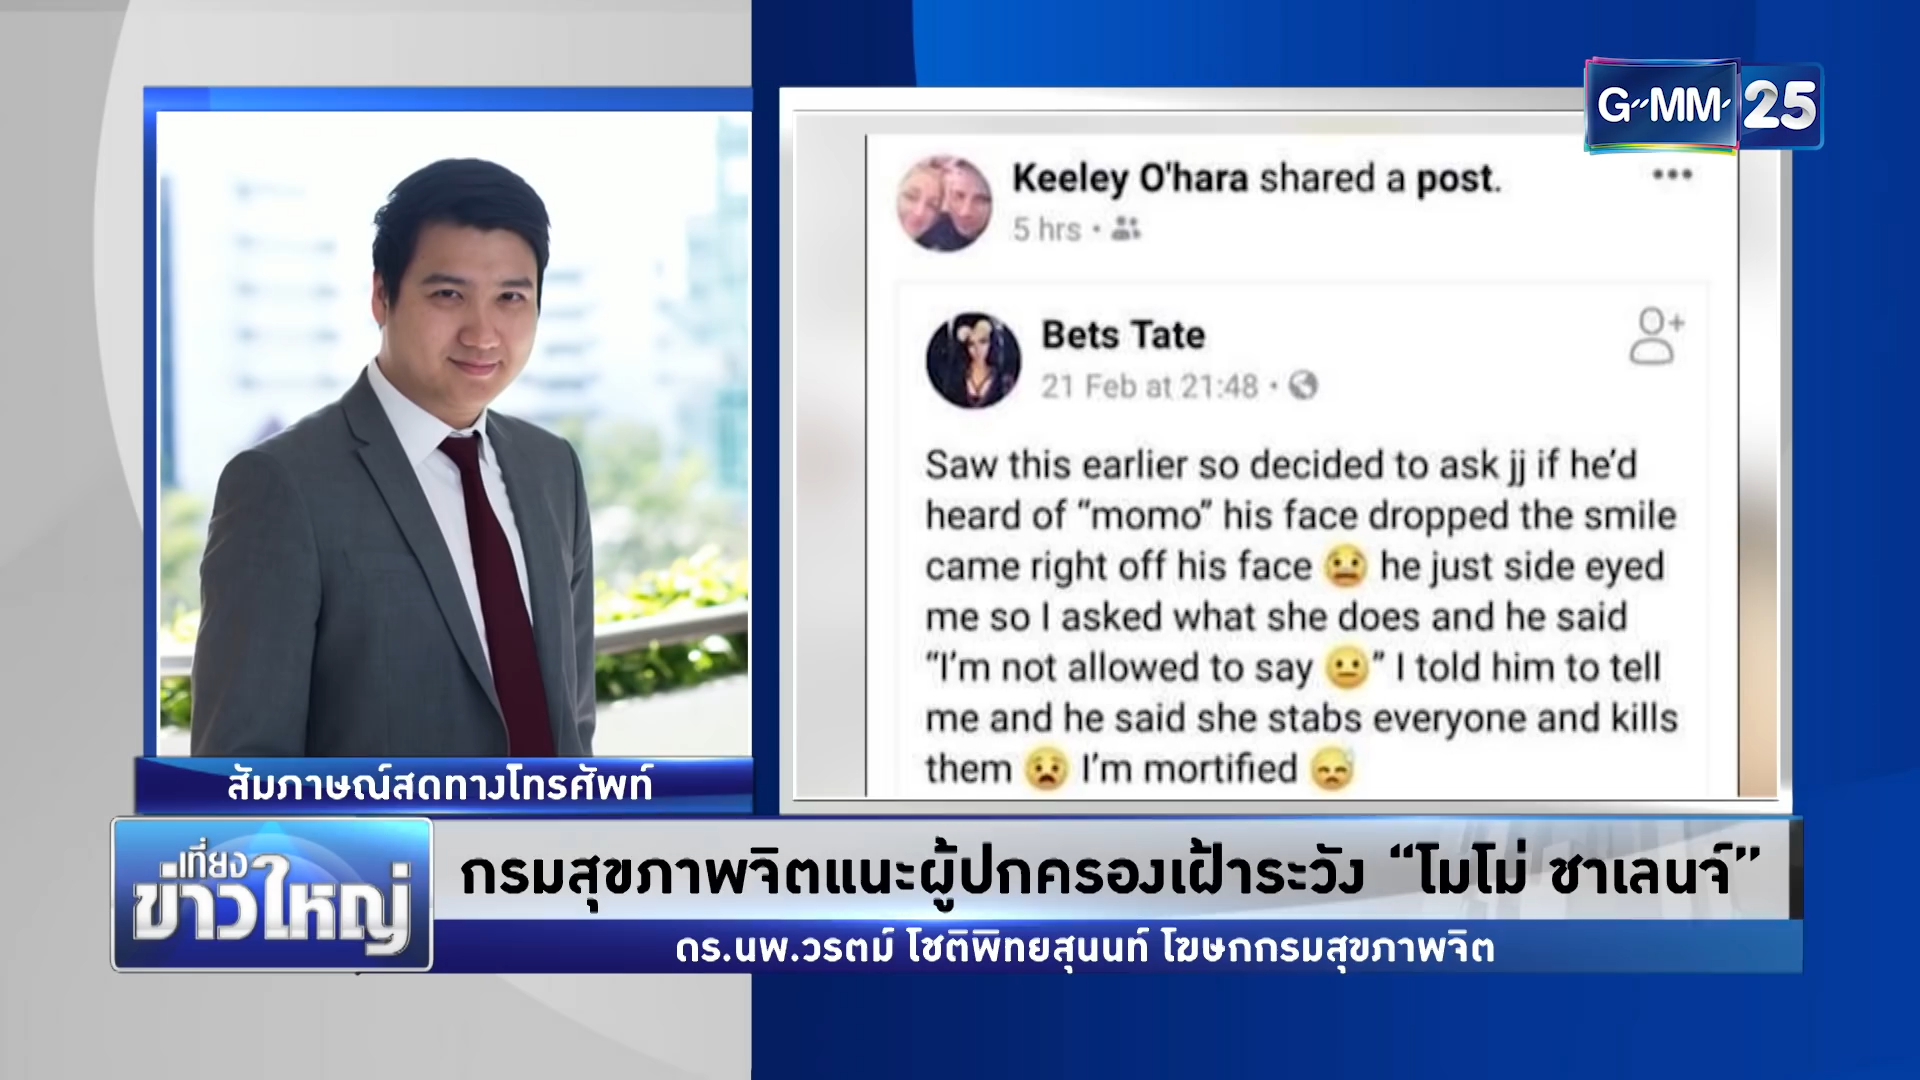 G-MM- 25
Keeley O'hara shared a post.
5 hrs
Bets Tate
21 Feb at 21:48
Saw this earlier so decided to ask jj if he'd
heard of “momo” his face dropped the smile
came right off his face 😧 he just side eyed
me so I asked what she does and he said
“I'm not allowed to say 😐” I told him to tell
me and he said she stabs everyone and kills
them 😧 I'm mortified 😓
สัมภาษณ์สดทางโทรศัพท์
เที่ยง
ข่าวใหญ่
กรมสุขภาพจิตแนะผู้ปกครองเฝ้าระวัง “โมโม่ ชาเลนจ์”
ดร.นพ.วรตม์ โชติพิทยสุนนท์ โฆษกกรมสุขภาพจิต